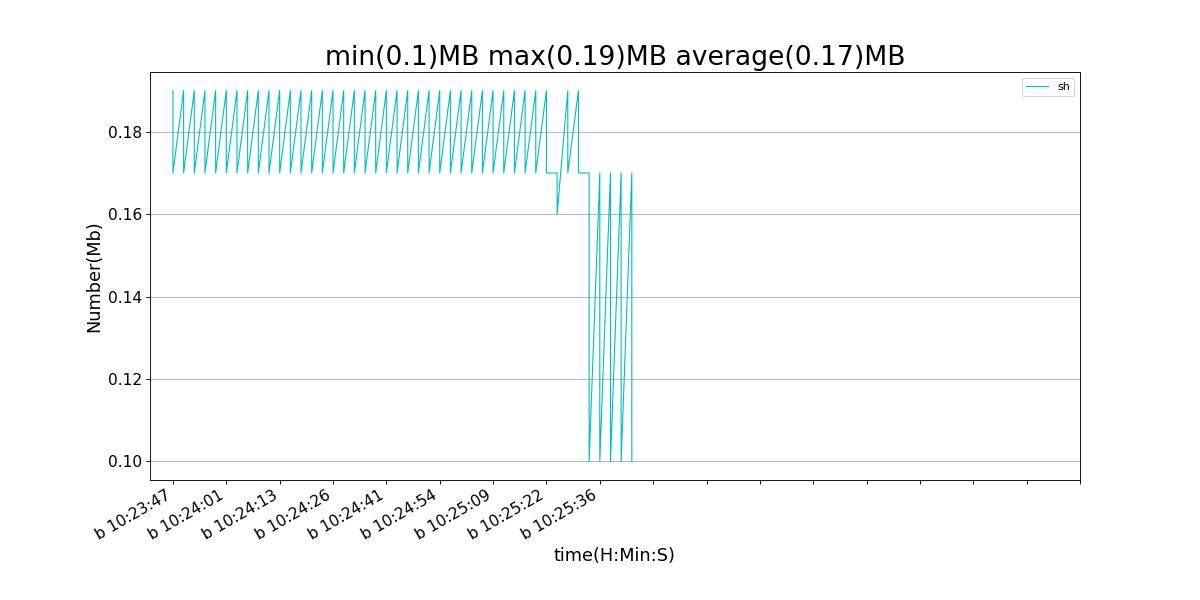 min(0.1)MB max(0.19)MB average(0.17)MB
sh
Number(Mb)
0.18
0.16
0.14
0.12
0.10
b 10:23:47
b 10:24:01
b 10:24:13
b 10:24:26
b 10:24:41
b 10:24:54
b 10:25:09
b 10:25:22
b 10:25:36
time(H:Min:S)